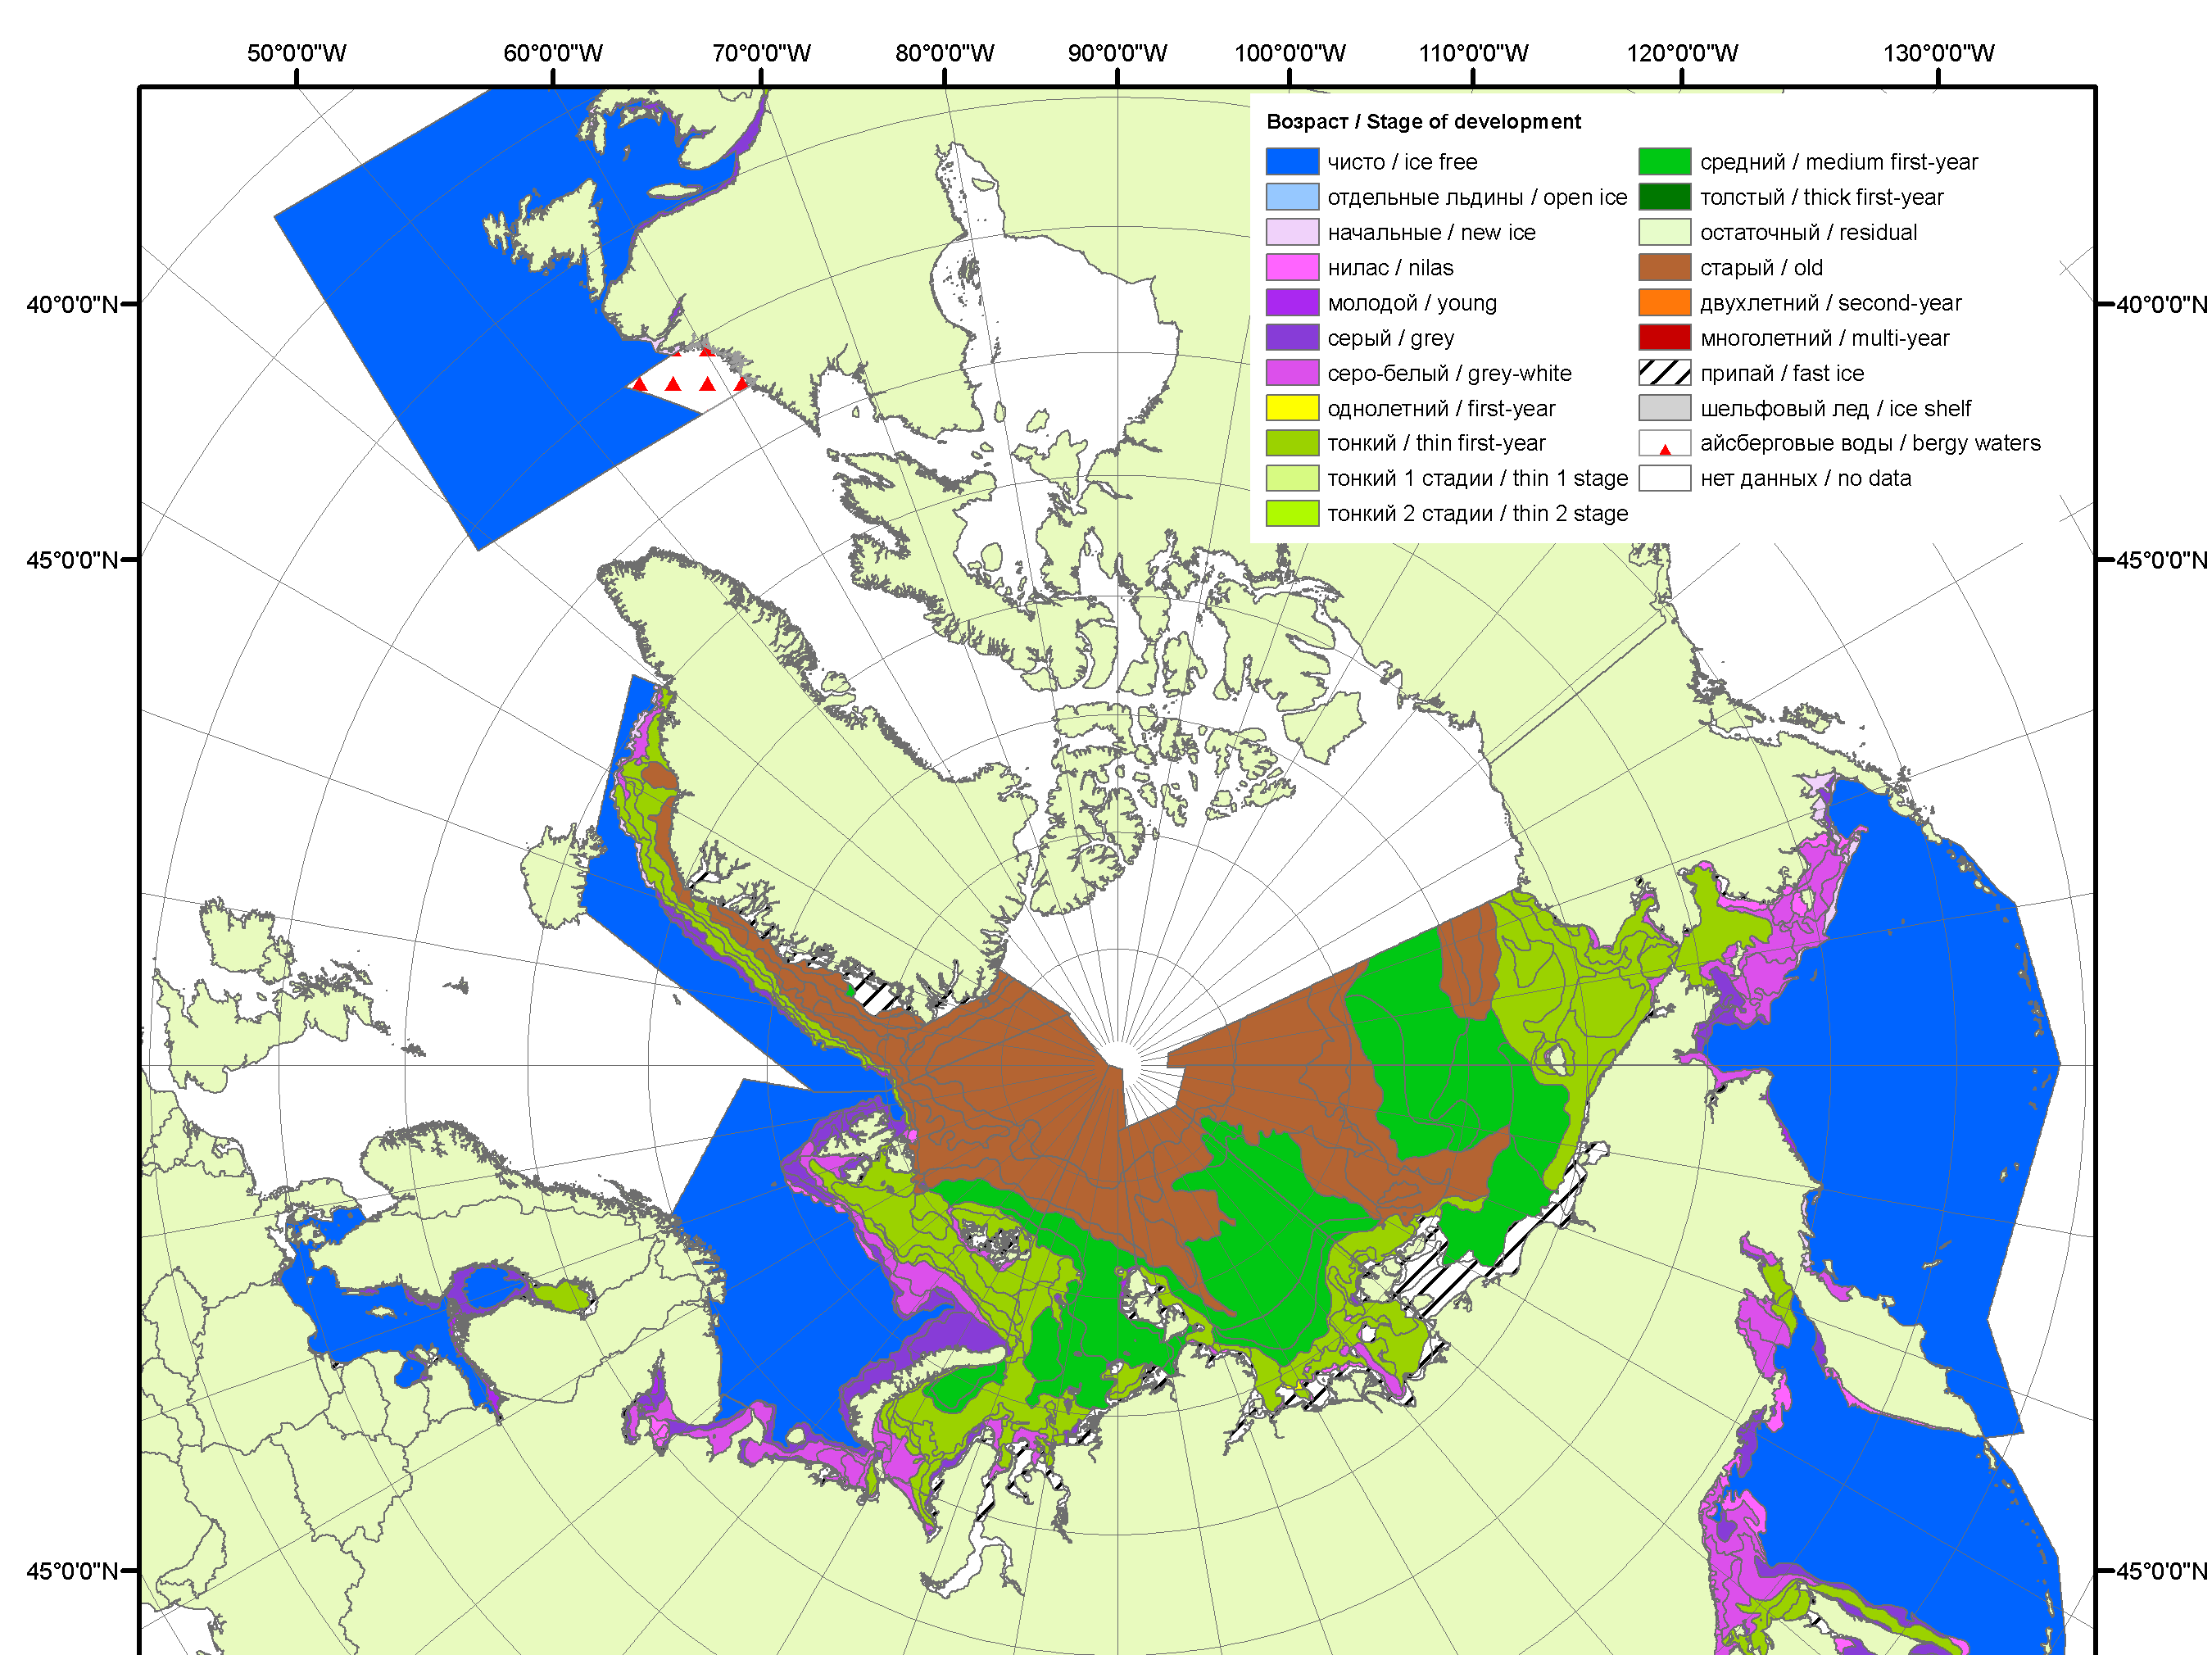 50°0'0"W 60°0'0"W 70°0'0"W 80°0'0"W 90°0'0"W 100°0'0"W 110°0'0"W 120°0'0"W 130°0'0"W
Возраст / Stage of development
чисто / ice free
отдельные льдины / open ice
начальные / new ice
нилас / nilas
молодой / young
серый / grey
серо-белый / grey-white
однолетний / first-year
тонкий / thin first-year
тонкий 1 стадии / thin 1 stage
тонкий 2 стадии / thin 2 stage
средний / medium first-year
толстый / thick first-year
остаточный / residual
старый / old
двухлетний / second-year
многолетний / multi-year
припай / fast ice
шельфовый лед / ice shelf
айсберговые воды / bergy waters
нет данных / no data
40°0'0"N 40°0'0"N
45°0'0"N 45°0'0"N
45°0'0"N 45°0'0"N